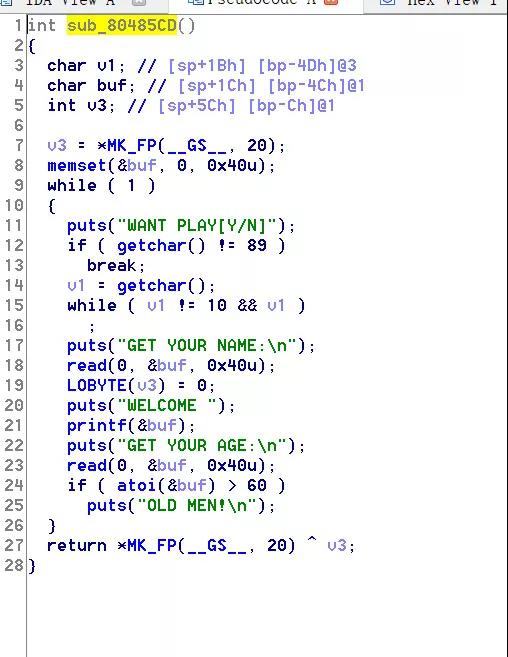 IDA View A Pseudocode A Hex View 1
1 int sub_80485CD()
2 {
3 char v1; // [sp+1Bh] [bp-4Dh]@3
4 char buf; // [sp+1Ch] [bp-4Ch]@1
5 int v3; // [sp+5Ch] [bp-Ch]@1
6
7 v3 = *MK_FP(__GS__, 20);
8 memset(&buf, 0, 0x40u);
9 while ( 1 )
10 {
11 puts("WANT PLAY[Y/N]");
12 if ( getchar() != 89 )
13 break;
14 v1 = getchar();
15 while ( v1 != 10 && v1 )
16 ;
17 puts("GET YOUR NAME:\n");
18 read(0, &buf, 0x40u);
19 LOBYTE(v3) = 0;
20 puts("WELCOME ");
21 printf(&buf);
22 puts("GET YOUR AGE:\n");
23 read(0, &buf, 0x40u);
24 if ( atoi(&buf) > 60 )
25 puts("OLD MEN!\n");
26 }
27 return *MK_FP(__GS__, 20) ^ v3;
28 }